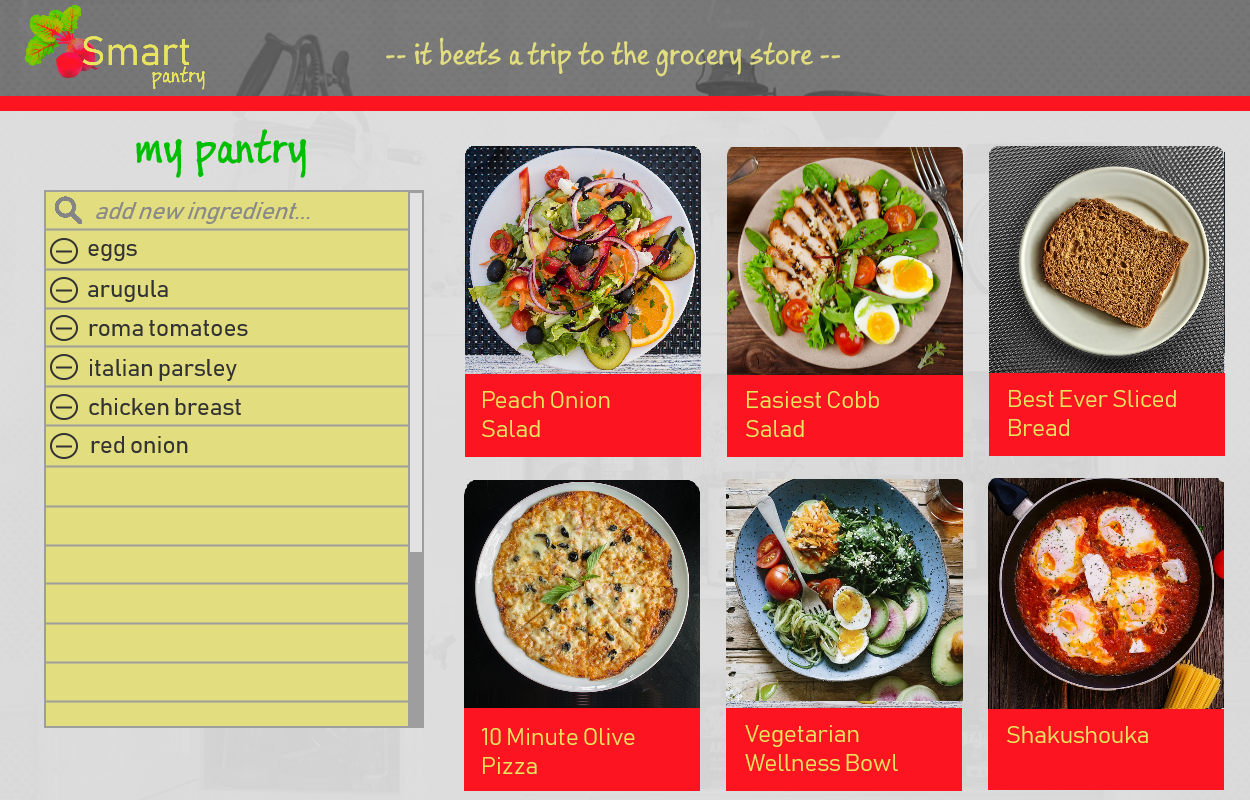 Smart
pantry
-- it beets a trip to the grocery store --
my pantry
add new ingredient...
eggs
arugula
roma tomatoes
italian parsley
chicken breast
red onion
Peach Onion
Salad
Easiest Cobb
Salad
Best Ever Sliced
Bread
10 Minute Olive
Pizza
Vegetarian
Wellness Bowl
Shakushouka